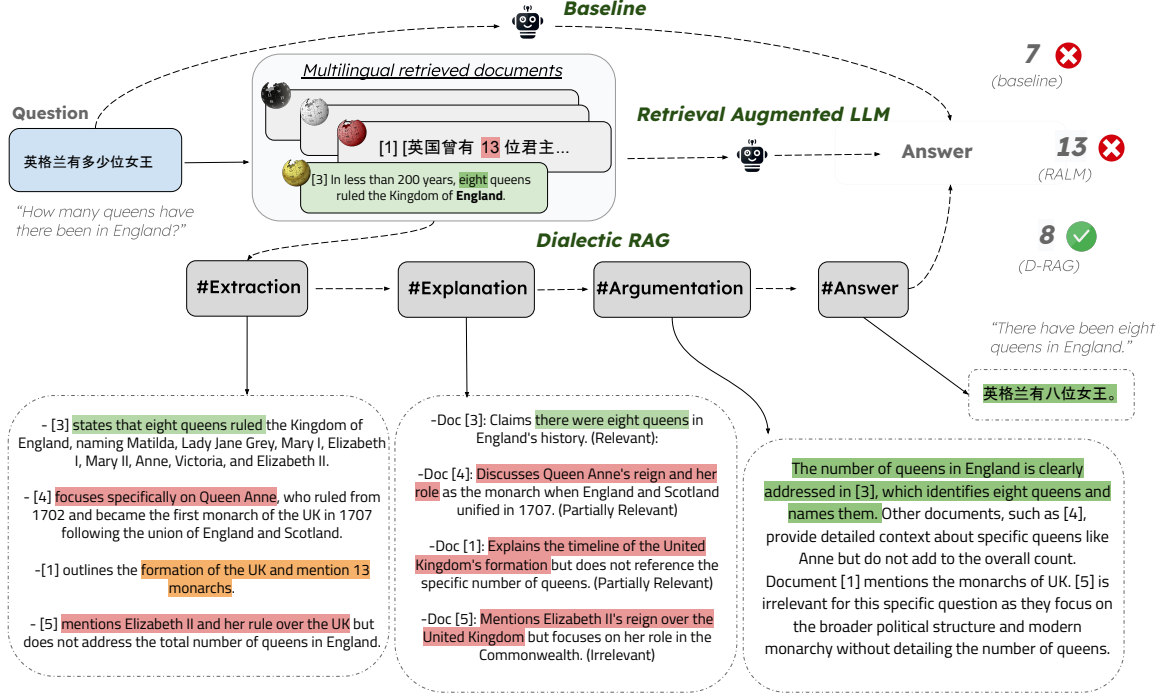 Baseline
Multilingual retrieved documents
7
(baseline)
Question
Retrieval Augmented LLM
英格兰有多少位女王
[1] [英国曾有 13 位君主...
Answer
13
(RALM)
[3] In less than 200 years, eight queens
ruled the Kingdom of England.
“How many queens have
there been in England?”
Dialectic RAG
8
(D-RAG)
#Extraction
#Explanation
#Argumentation
#Answer
“There have been eight
queens in England.”
英格兰有八位女王。
- [3] states that eight queens ruled the Kingdom of
England, naming Matilda, Lady Jane Grey, Mary I, Elizabeth
I, Mary II, Anne, Victoria, and Elizabeth II.
- [4] focuses specifically on Queen Anne, who ruled from
1702 and became the first monarch of the UK in 1707
following the union of England and Scotland.
-[1] outlines the formation of the UK and mention 13
monarchs.
- [5] mentions Elizabeth II and her rule over the UK but
does not address the total number of queens in England.
-Doc [3]: Claims there were eight queens in
England's history. (Relevant):
-Doc [4]: Discusses Queen Anne's reign and her
role as the monarch when England and Scotland
unified in 1707. (Partially Relevant)
-Doc [1]: Explains the timeline of the United
Kingdom's formation but does not reference the
specific number of queens. (Partially Relevant)
-Doc [5]: Mentions Elizabeth II's reign over the
United Kingdom but focuses on her role in the
Commonwealth. (Irrelevant)
The number of queens in England is clearly
addressed in [3], which identifies eight queens and
names them. Other documents, such as [4],
provide detailed context about specific queens like
Anne but do not add to the overall count.
Document [1] mentions the monarchs of UK. [5] is
irrelevant for this specific question as they focus on
the broader political structure and modern
monarchy without detailing the number of queens.